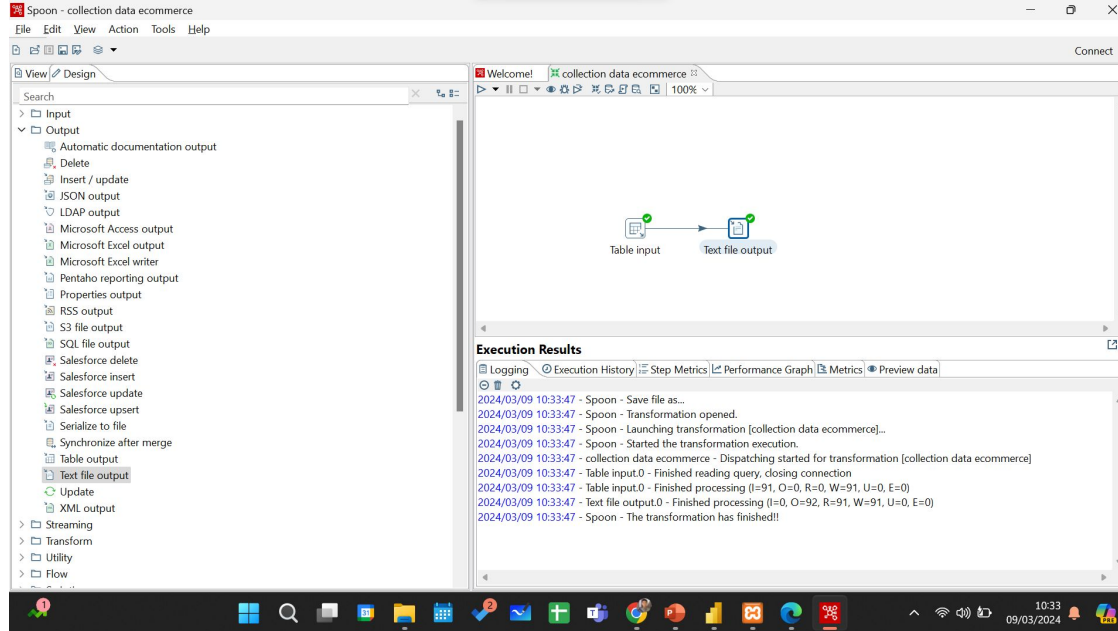 Spoon - collection data ecommerce
File Edit View Action Tools Help
Connect
View Design
Search
Input
Output
Automatic documentation output
Delete
Insert / update
JSON output
LDAP output
Microsoft Access output
Microsoft Excel output
Microsoft Excel writer
Pentaho reporting output
Properties output
RSS output
S3 file output
SQL file output
Salesforce delete
Salesforce insert
Salesforce update
Salesforce upsert
Serialize to file
Synchronize after merge
Table output
Text file output
Update
XML output
Streaming
Transform
Utility
Flow
Welcome! collection data ecommerce
100%
Table input Text file output
Execution Results
Logging Execution History Step Metrics Performance Graph Metrics Preview data
2024/03/09 10:33:47 - Spoon - Save file as...
2024/03/09 10:33:47 - Spoon - Transformation opened.
2024/03/09 10:33:47 - Spoon - Launching transformation [collection data ecommerce]...
2024/03/09 10:33:47 - Spoon - Started the transformation execution.
2024/03/09 10:33:47 - collection data ecommerce - Dispatching started for transformation [collection data ecommerce]
2024/03/09 10:33:47 - Table input.0 - Finished reading query, closing connection
2024/03/09 10:33:47 - Table input.0 - Finished processing (I=91, O=0, R=0, W=91, U=0, E=0)
2024/03/09 10:33:47 - Text file output.0 - Finished processing (I=0, O=92, R=91, W=91, U=0, E=0)
2024/03/09 10:33:47 - Spoon - The transformation has finished!!
1
31
2
10:33
09/03/2024
PRE